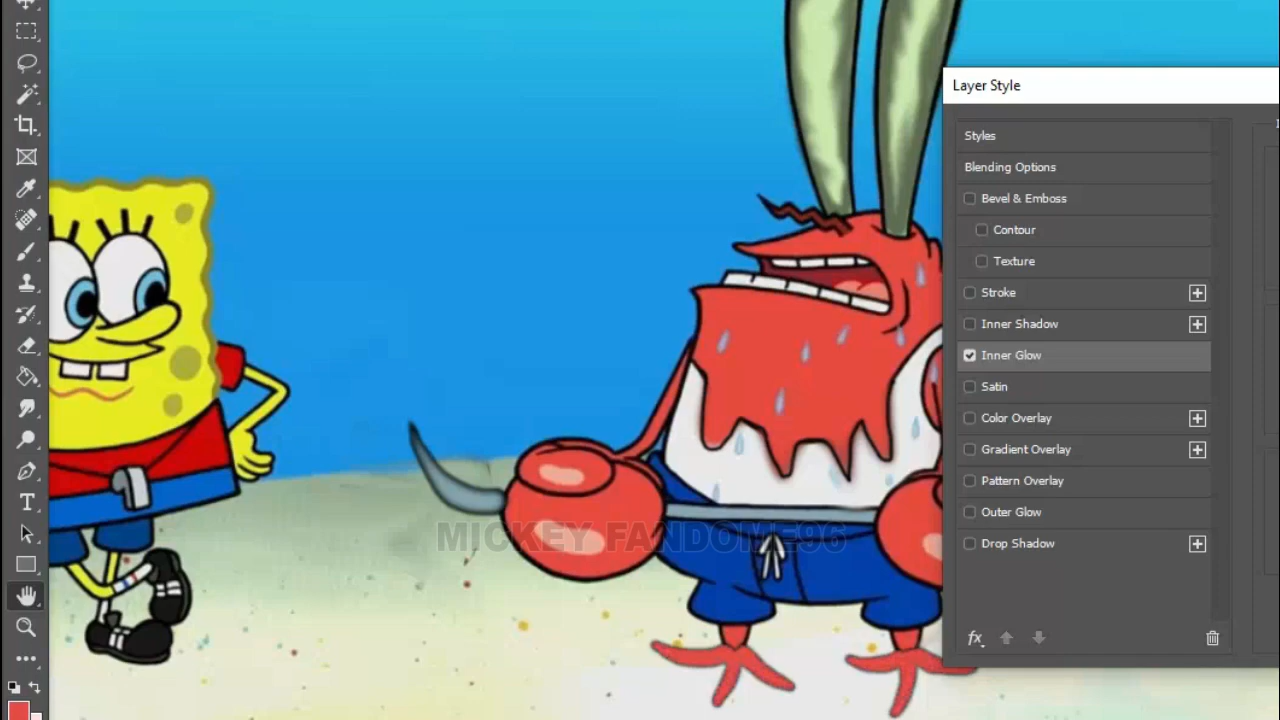 Layer Style
Styles
Blending Options
Bevel & Emboss
Contour
Texture
Stroke
Inner Shadow
Inner Glow
Satin
Color Overlay
Gradient Overlay
Pattern Overlay
Outer Glow
Drop Shadow
fx
MICKEY FANDOME96